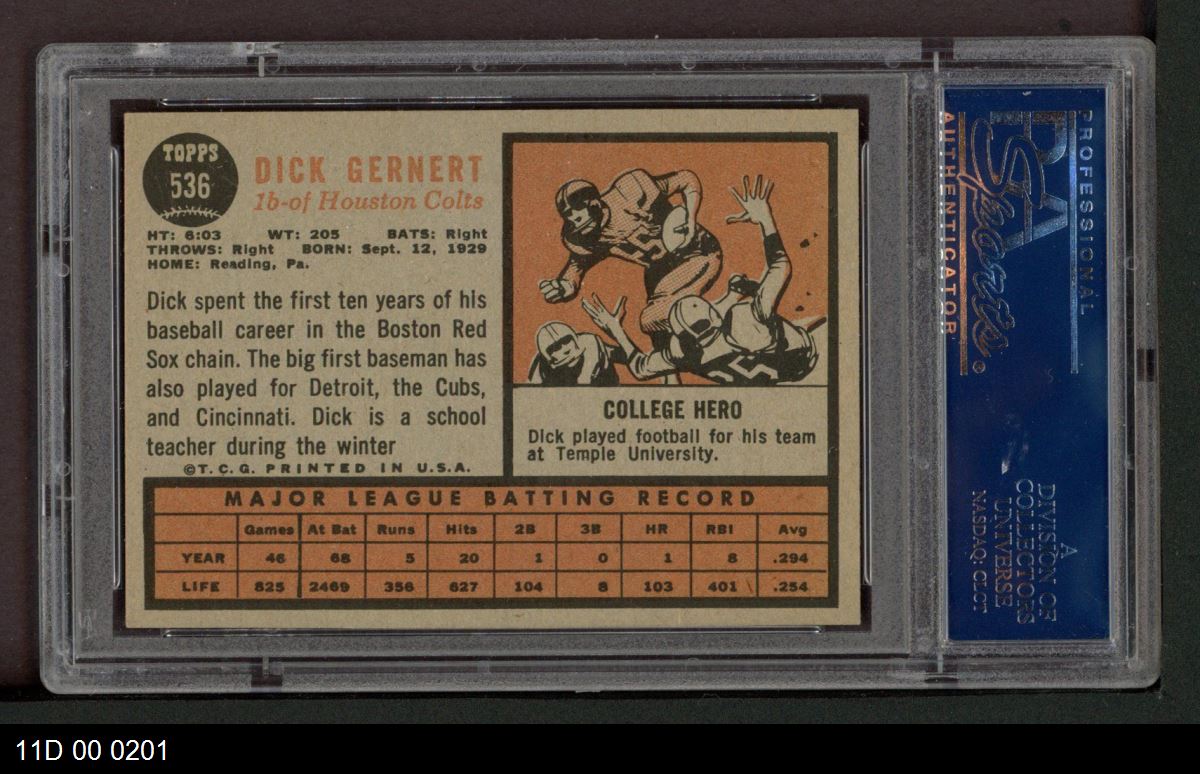 TOPPS
536
DICK GERNERT
1b-of Houston Colts
HT: 6:03 WT: 205 BATS: Right
THROWS: Right BORN: Sept. 12, 1929
HOME: Reading, Pa.
Dick spent the first ten years of his
baseball career in the Boston Red
Sox chain. The big first baseman has
also played for Detroit, the Cubs,
and Cincinnati. Dick is a school
teacher during the winter
©T.C.G. PRINTED IN U.S.A.
COLLEGE HERO
Dick played football for his team
at Temple University.
MAJOR LEAGUE BATTING RECORD
Games At Bat Runs Hits 2B 3B HR RBI Avg
YEAR 46 68 5 20 1 0 1 8 .294
LIFE 825 2469 356 627 104 8 103 401 .254
PROFESSIONAL
PSA
Sports
®
AUTHENTICATOR
A
DIVISION OF
COLLECTORS
UNIVERSE
NASDAQ: CLCT
11D 00 0201